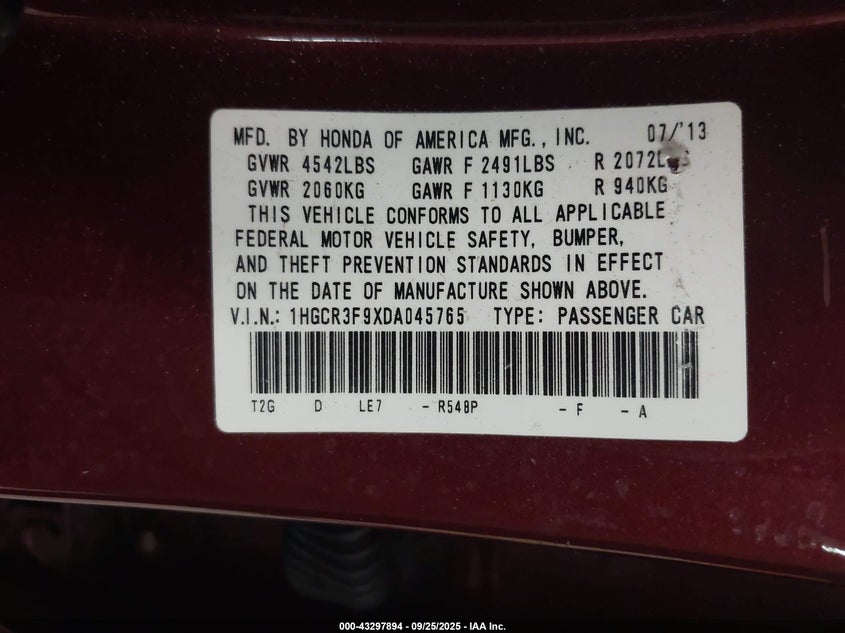 MFD. BY HONDA OF AMERICA MFG., INC. 07/'13
GVWR 4542LBS GAWR F 2491LBS R 2072LBS
GVWR 2060KG GAWR F 1130KG R 940KG
THIS VEHICLE CONFORMS TO ALL APPLICABLE
FEDERAL MOTOR VEHICLE SAFETY, BUMPER,
AND THEFT PREVENTION STANDARDS IN EFFECT
ON THE DATE OF MANUFACTURE SHOWN ABOVE.
V.I.N.: 1HGCR3F9XDA045765 TYPE: PASSENGER CAR
T2G D LE7 - R548P - F - A
000-43297894 - 09/25/2025 - IAA Inc.